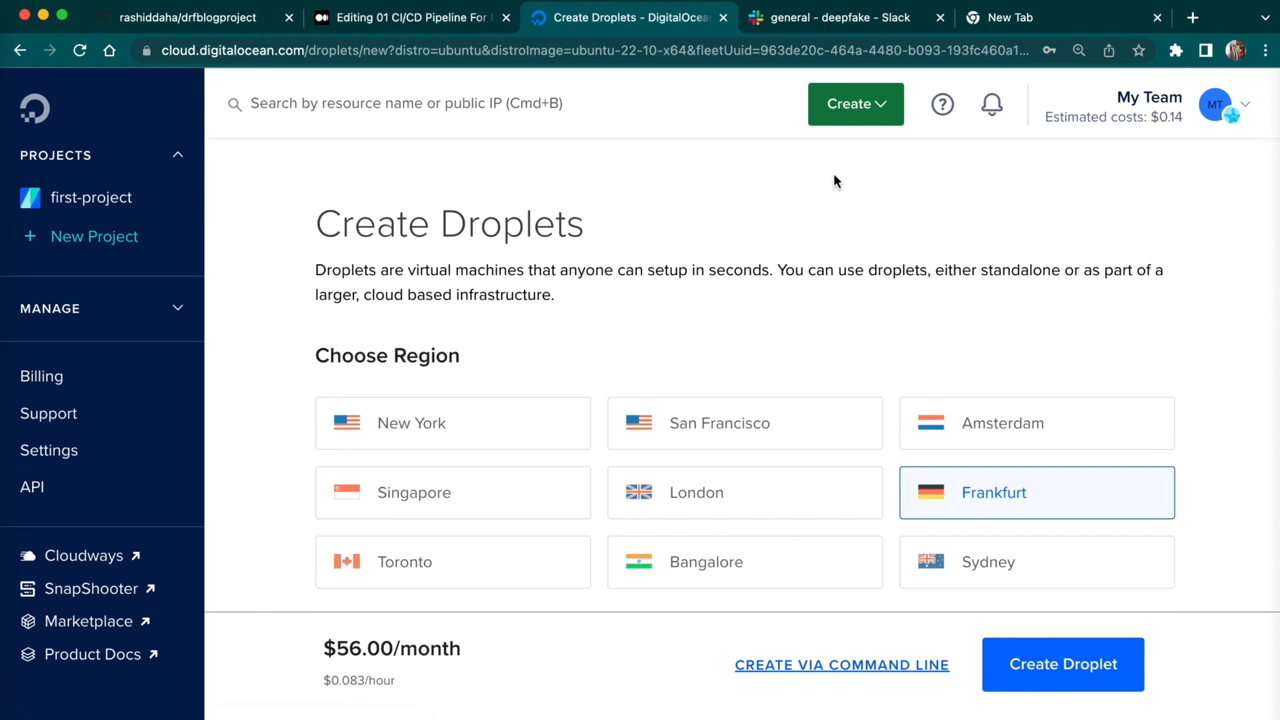 rashiddaha/drfblogproject
Editing 01 CI/CD Pipeline For
Create Droplets - DigitalOcea
general - deepfake - Slack
New Tab
cloud.digitalocean.com/droplets/new?distro=ubuntu&distroImage=ubuntu-22-10-x64&fleetUuid=963de20c-464a-4480-b093-193fc460a1...
Search by resource name or public IP (Cmd+B)
Create
My Team
Estimated costs: $0.14
MT
PROJECTS
first-project
+ New Project
MANAGE
Billing
Support
Settings
API
Cloudways
SnapShooter
Marketplace
Product Docs
Create Droplets
Droplets are virtual machines that anyone can setup in seconds. You can use droplets, either standalone or as part of a
larger, cloud based infrastructure.
Choose Region
New York
San Francisco
Amsterdam
Singapore
London
Frankfurt
Toronto
Bangalore
Sydney
$56.00/month
$0.083/hour
CREATE VIA COMMAND LINE
Create Droplet